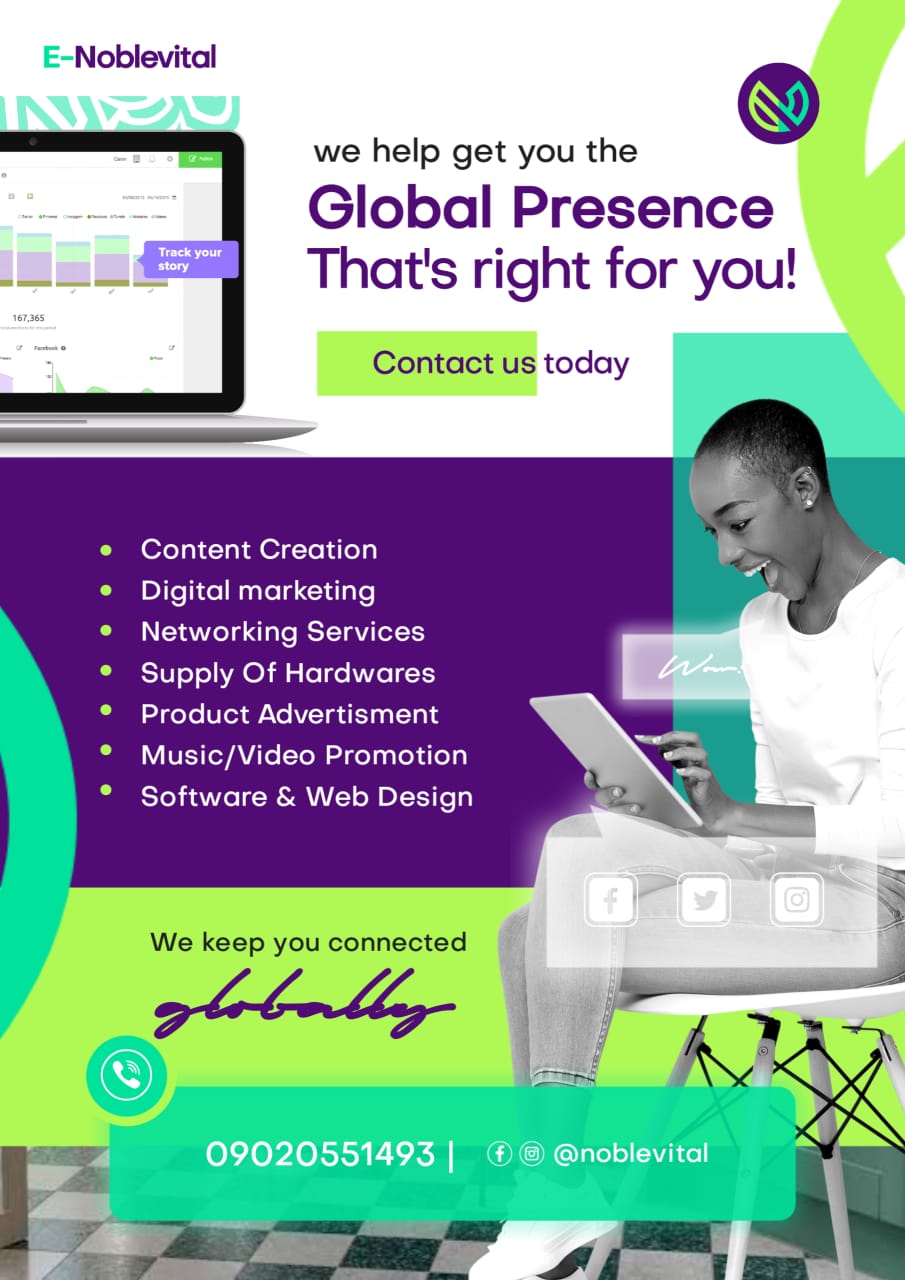 E-Noblevital
we help get you the
Global Presence
That's right for you!
Contact us today
Track your
story
167,365
Facebook
Content Creation
Digital marketing
Networking Services
Supply Of Hardwares
Product Advertisment
Music/Video Promotion
Software & Web Design
Wow!
We keep you connected
globally
09020551493 | @noblevital